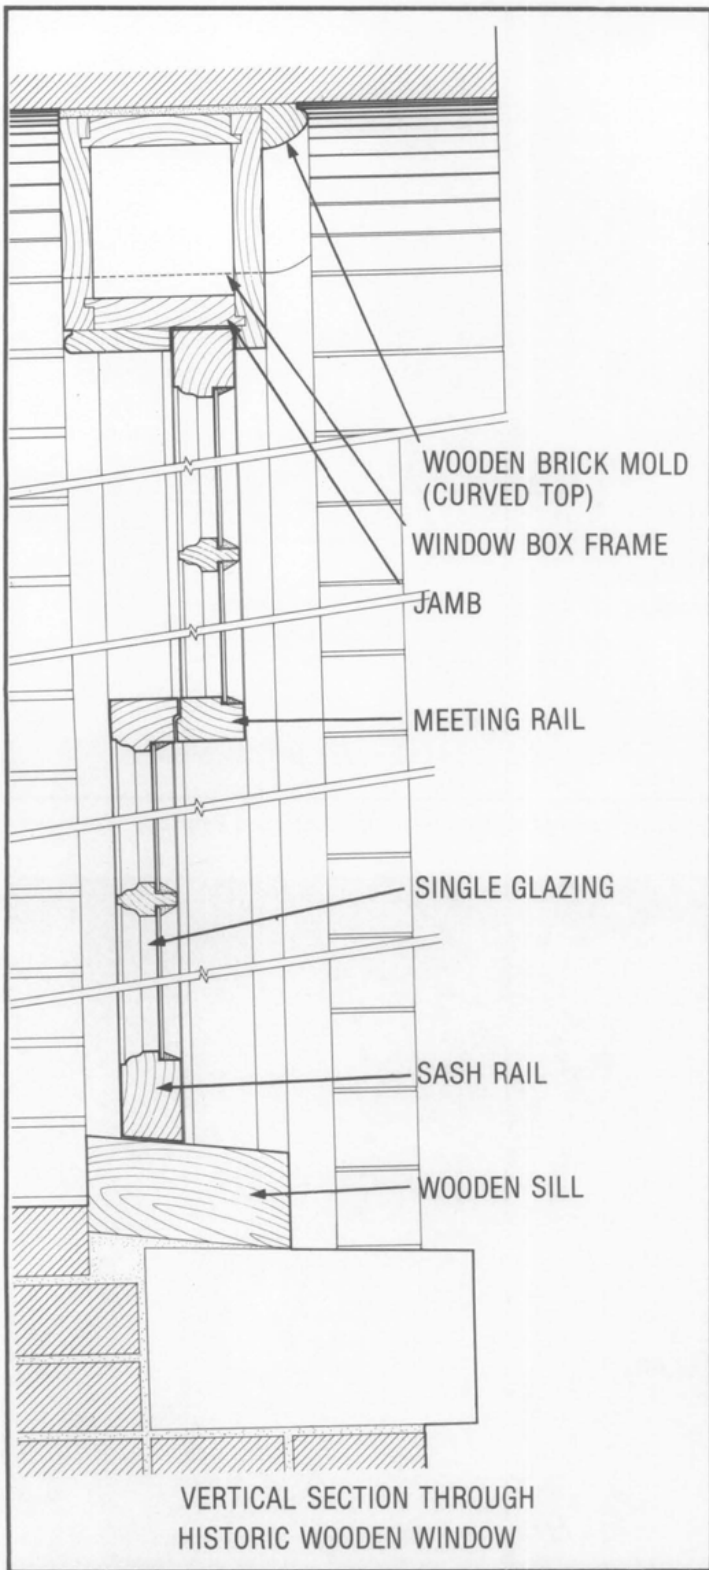 WOODEN BRICK MOLD
(CURVED TOP)
WINDOW BOX FRAME
JAMB
MEETING RAIL
SINGLE GLAZING
SASH RAIL
WOODEN SILL
VERTICAL SECTION THROUGH
HISTORIC WOODEN WINDOW